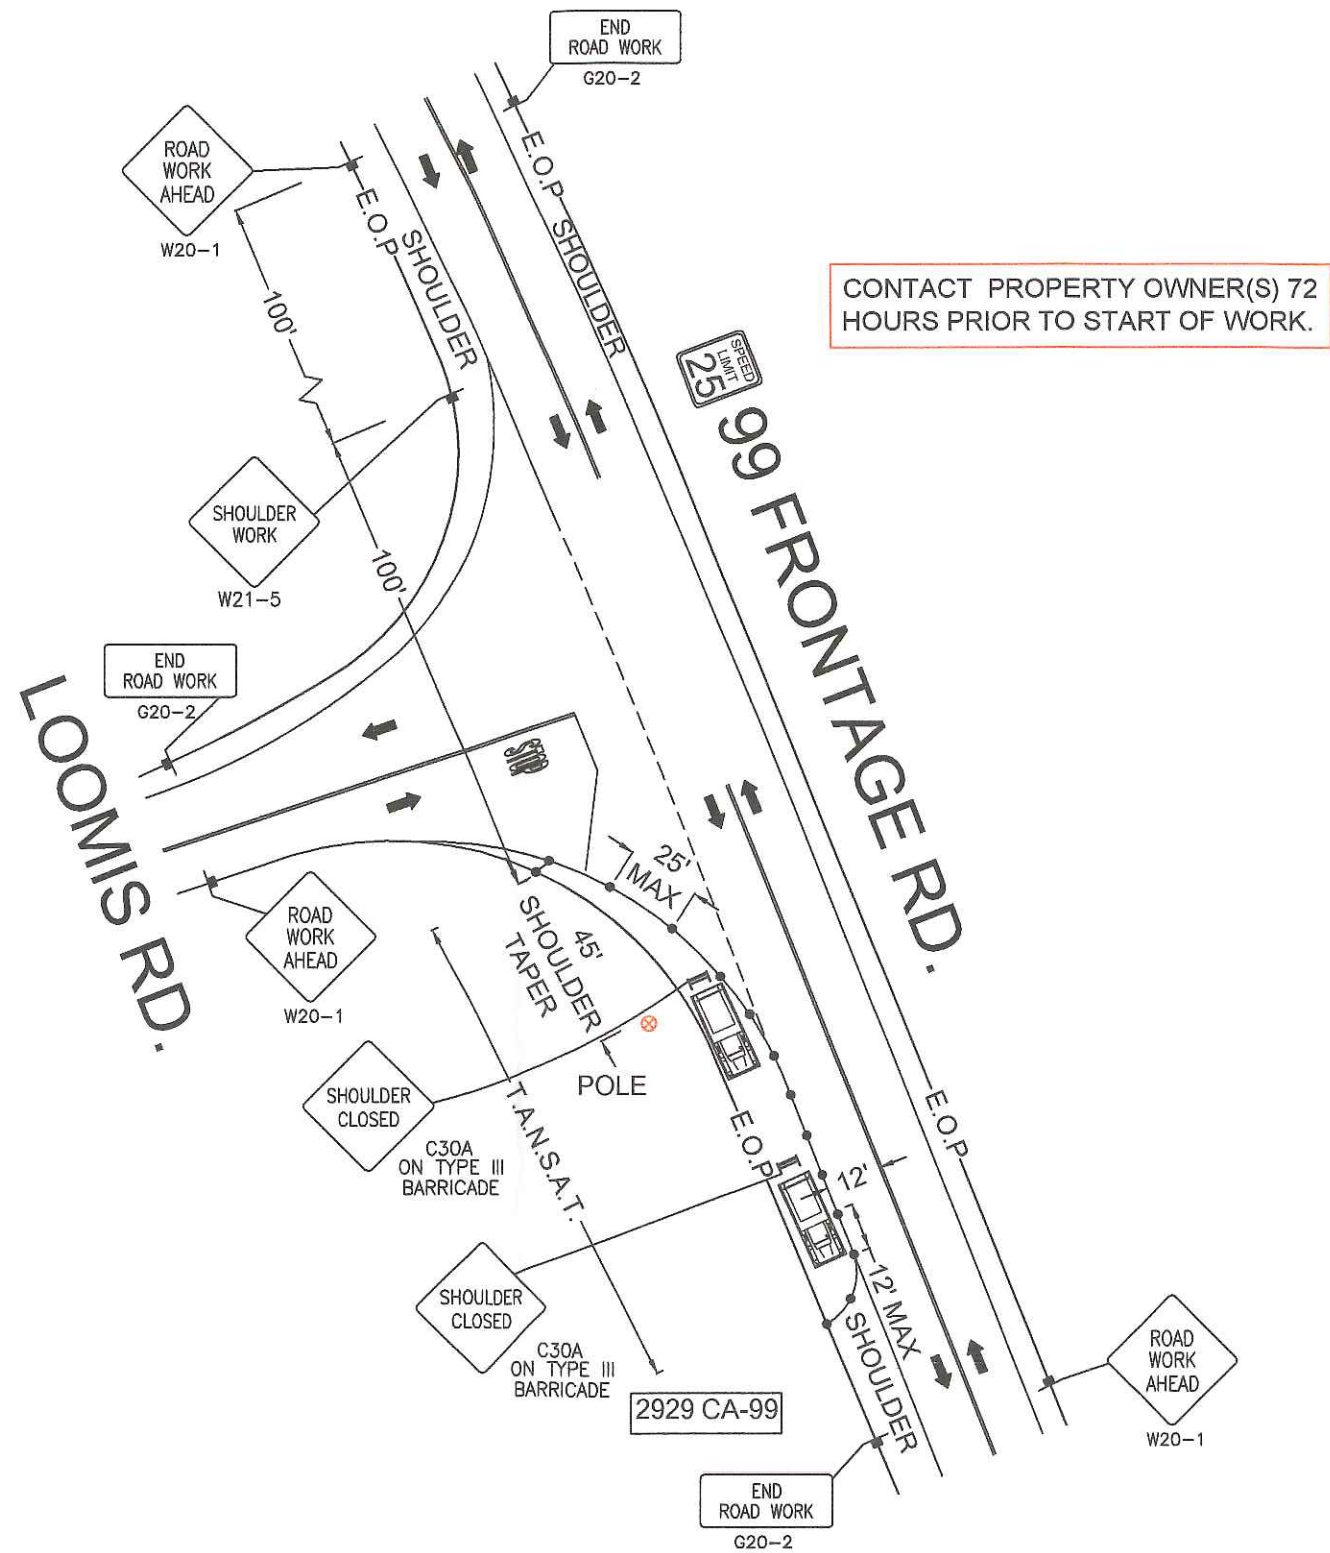 END
ROAD WORK
G20-2
ROAD
WORK
AHEAD
W20-1
E.O.P
SHOULDER
E.O.P
SHOULDER
100'
CONTACT PROPERTY OWNER(S) 72
HOURS PRIOR TO START OF WORK.
SPEED
LIMIT
25
99 FRONTAGE RD.
SHOULDER
WORK
W21-5
100'
END
ROAD WORK
G20-2
LOOMIS RD.
STOP
25'
MAX
ROAD
WORK
AHEAD
W20-1
45'
SHOULDER
TAPER
POLE
SHOULDER
CLOSED
C30A
ON TYPE III
BARRICADE
T.A.N.S.A.T.
E.O.P
E.O.P
12'
12' MAX
SHOULDER
SHOULDER
CLOSED
C30A
ON TYPE III
BARRICADE
2929 CA-99
ROAD
WORK
AHEAD
W20-1
END
ROAD WORK
G20-2